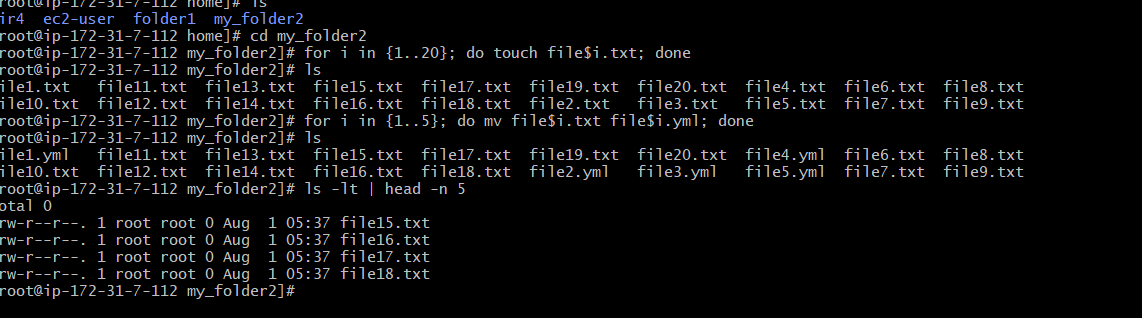 root@ip-172-31-7-112 home]# ls
ir4  ec2-user  folder1  my_folder2
root@ip-172-31-7-112 home]# cd my_folder2
root@ip-172-31-7-112 my_folder2]# for i in {1..20}; do touch file$i.txt; done
root@ip-172-31-7-112 my_folder2]# ls
ile1.txt   file11.txt  file13.txt  file15.txt  file17.txt  file19.txt  file20.txt  file4.txt  file6.txt  file8.txt
ile10.txt  file12.txt  file14.txt  file16.txt  file18.txt  file2.txt   file3.txt   file5.txt  file7.txt  file9.txt
root@ip-172-31-7-112 my_folder2]# for i in {1..5}; do mv file$i.txt file$i.yml; done
root@ip-172-31-7-112 my_folder2]# ls
ile1.yml   file11.txt  file13.txt  file15.txt  file17.txt  file19.txt  file20.txt  file4.yml  file6.txt  file8.txt
ile10.txt  file12.txt  file14.txt  file16.txt  file18.txt  file2.yml   file3.yml   file5.yml  file7.txt  file9.txt
root@ip-172-31-7-112 my_folder2]# ls -lt | head -n 5
otal 0
rw-r--r--. 1 root root 0 Aug  1 05:37 file15.txt
rw-r--r--. 1 root root 0 Aug  1 05:37 file16.txt
rw-r--r--. 1 root root 0 Aug  1 05:37 file17.txt
rw-r--r--. 1 root root 0 Aug  1 05:37 file18.txt
root@ip-172-31-7-112 my_folder2]#